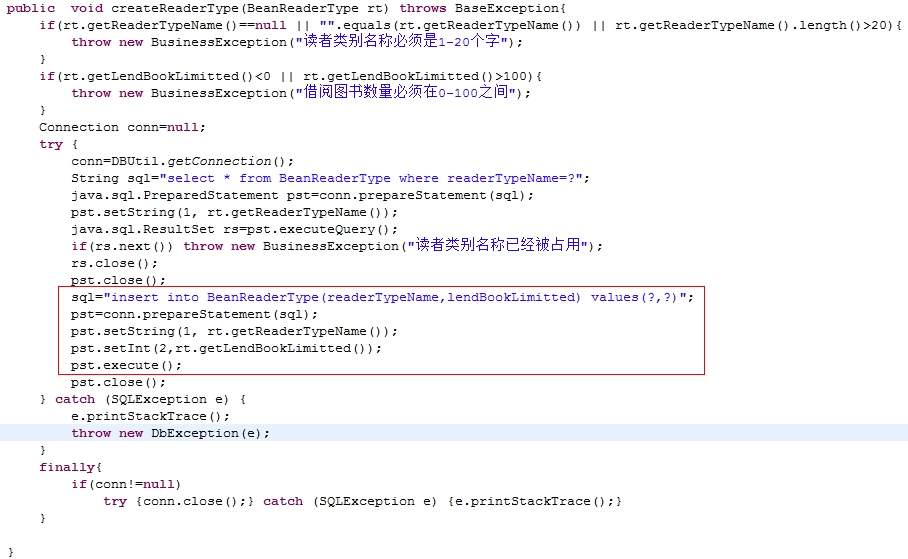 public  void createReaderType(BeanReaderType rt) throws BaseException{
    if(rt.getReaderTypeName()==null || "".equals(rt.getReaderTypeName()) || rt.getReaderTypeName().length()>20){
        throw new BusinessException("读者类别名称必须是1-20个字");
    }
    if(rt.getLendBookLimitted()<0 || rt.getLendBookLimitted()>100){
        throw new BusinessException("借阅图书数量必须在0-100之间");
    }
    Connection conn=null;
    try {
        conn=DBUtil.getConnection();
        String sql="select * from BeanReaderType where readerTypeName=?";
        java.sql.PreparedStatement pst=conn.prepareStatement(sql);
        pst.setString(1, rt.getReaderTypeName());
        java.sql.ResultSet rs=pst.executeQuery();
        if(rs.next()) throw new BusinessException("读者类别名称已经被占用");
        rs.close();
        pst.close();
        sql="insert into BeanReaderType(readerTypeName,lendBookLimitted) values(?,?)";
        pst=conn.prepareStatement(sql);
        pst.setString(1, rt.getReaderTypeName());
        pst.setInt(2,rt.getLendBookLimitted());
        pst.execute();
        pst.close();
    } catch (SQLException e) {
        e.printStackTrace();
        throw new DbException(e);
    }
    finally{
        if(conn!=null)
            try {conn.close();} catch (SQLException e) {e.printStackTrace();}
    }
}